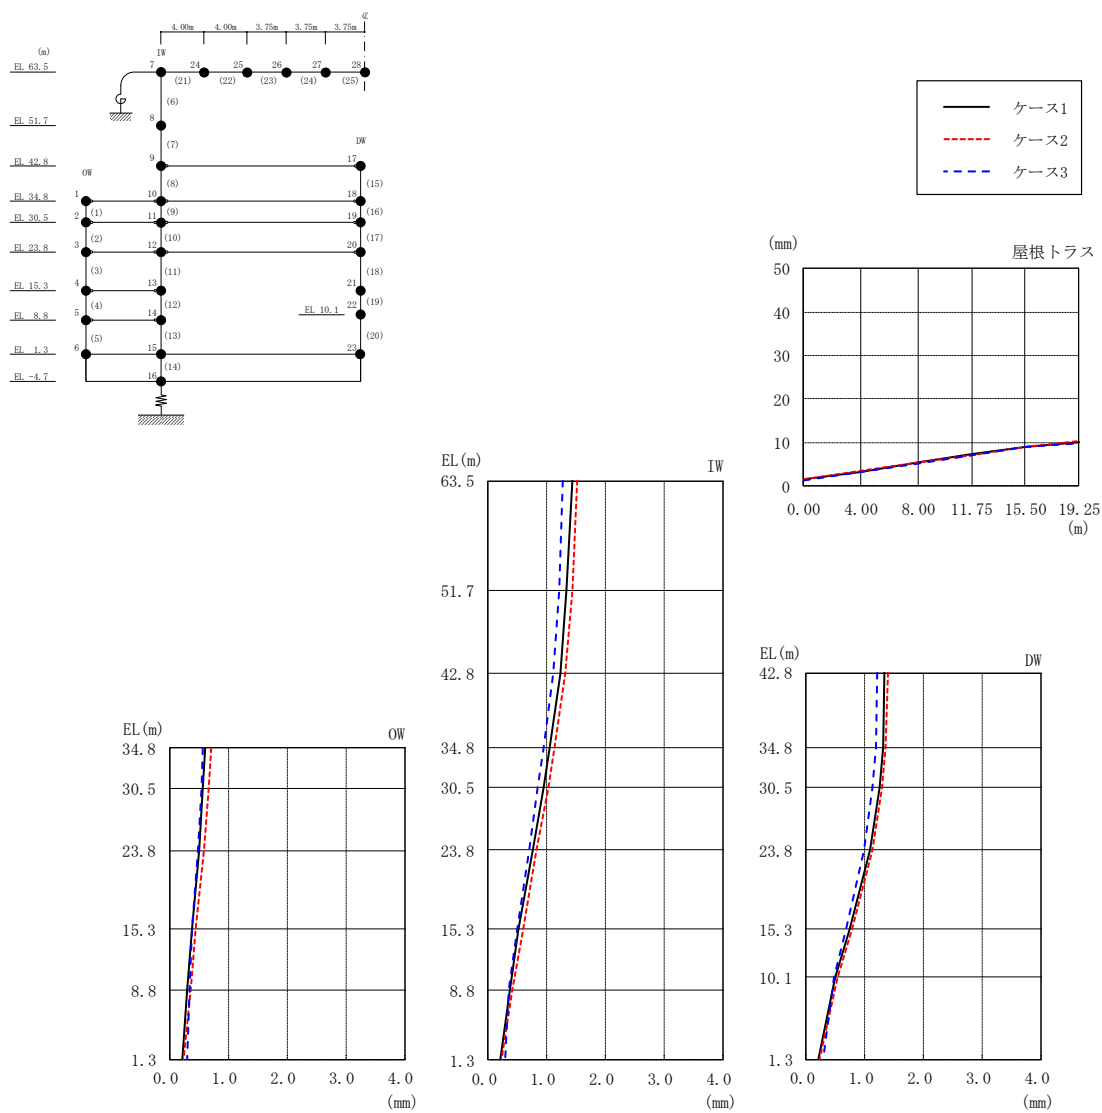 4.00m 4.00m 3.75m 3.75m 3.75m ℄
(m) IW
EL 63.5 7 24 25 26 27 28
(21) (22) (23) (24) (25)
(6)
EL 51.7 8
(7) DW
EL 42.8 9 17
OW (8) (15)
EL 34.8 1 10 18
(1) (9) (16)
EL 30.5 2 11 19
(2) (10) (17)
EL 23.8 3 12 20
(3) (11) (18)
EL 15.3 4 13 21
(4) (12) (19)
EL 10.1 22
EL 8.8 5 14
(5) (13) (20)
EL 1.3 6 15 23
(14)
EL -4.7 16
ケース1
ケース2
ケース3
(mm) 屋根トラス
50
40
30
20
10
0
0.00 4.00 8.00 11.75 15.50 19.25
(m)
EL(m) IW
63.5
51.7
42.8
34.8
30.5
23.8
15.3
8.8
1.3
0.0 1.0 2.0 3.0 4.0
(mm)
EL(m) OW
34.8
30.5
23.8
15.3
8.8
1.3
0.0 1.0 2.0 3.0 4.0
(mm)
EL(m) DW
42.8
34.8
30.5
23.8
15.3
10.1
1.3
0.0 1.0 2.0 3.0 4.0
(mm)